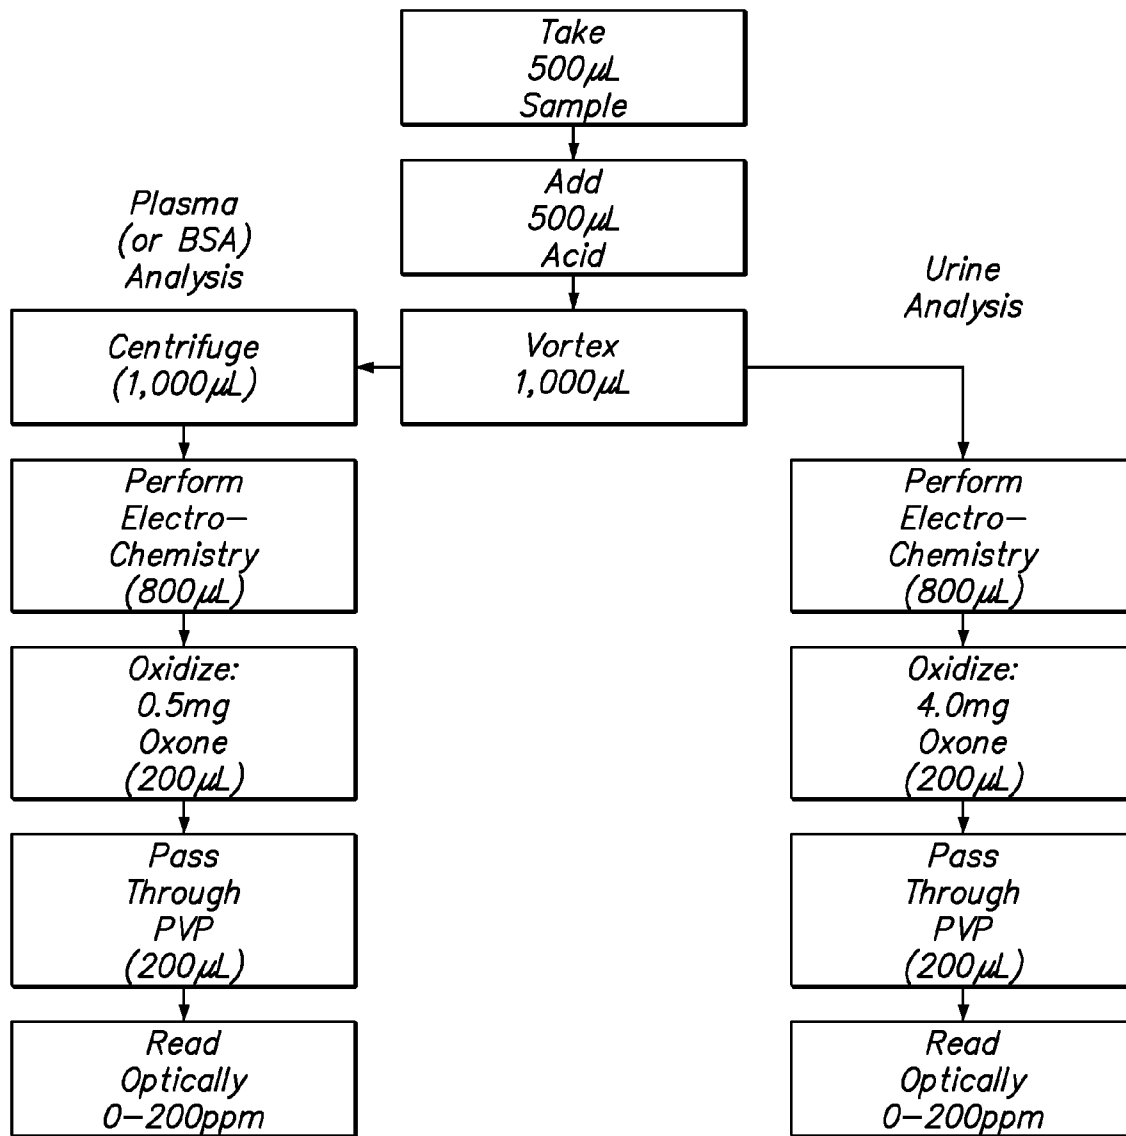 Take
500μL
Sample
Add
500μL
Acid
Plasma
(or BSA)
Analysis
Urine
Analysis
Vortex
1,000μL
Centrifuge
(1,000μL)
Perform
Electro-
Chemistry
(800μL)
Oxidize:
0.5mg
Oxone
(200μL)
Pass
Through
PVP
(200μL)
Read
Optically
0-200ppm
Perform
Electro-
Chemistry
(800μL)
Oxidize:
4.0mg
Oxone
(200μL)
Pass
Through
PVP
(200μL)
Read
Optically
0-200ppm